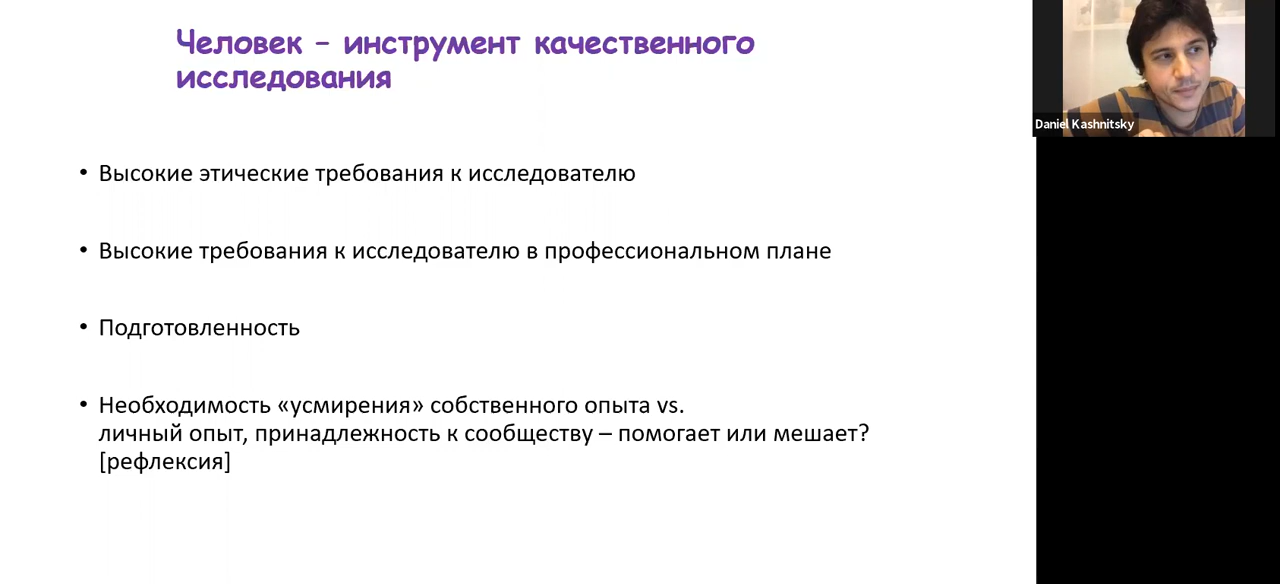 Человек – инструмент качественного
исследования
Daniel Kashnitsky
• Высокие этические требования к исследователю
• Высокие требования к исследователю в профессиональном плане
• Подготовленность
• Необходимость «усмирения» собственного опыта vs.
личный опыт, принадлежность к сообществу – помогает или мешает?
[рефлексия]